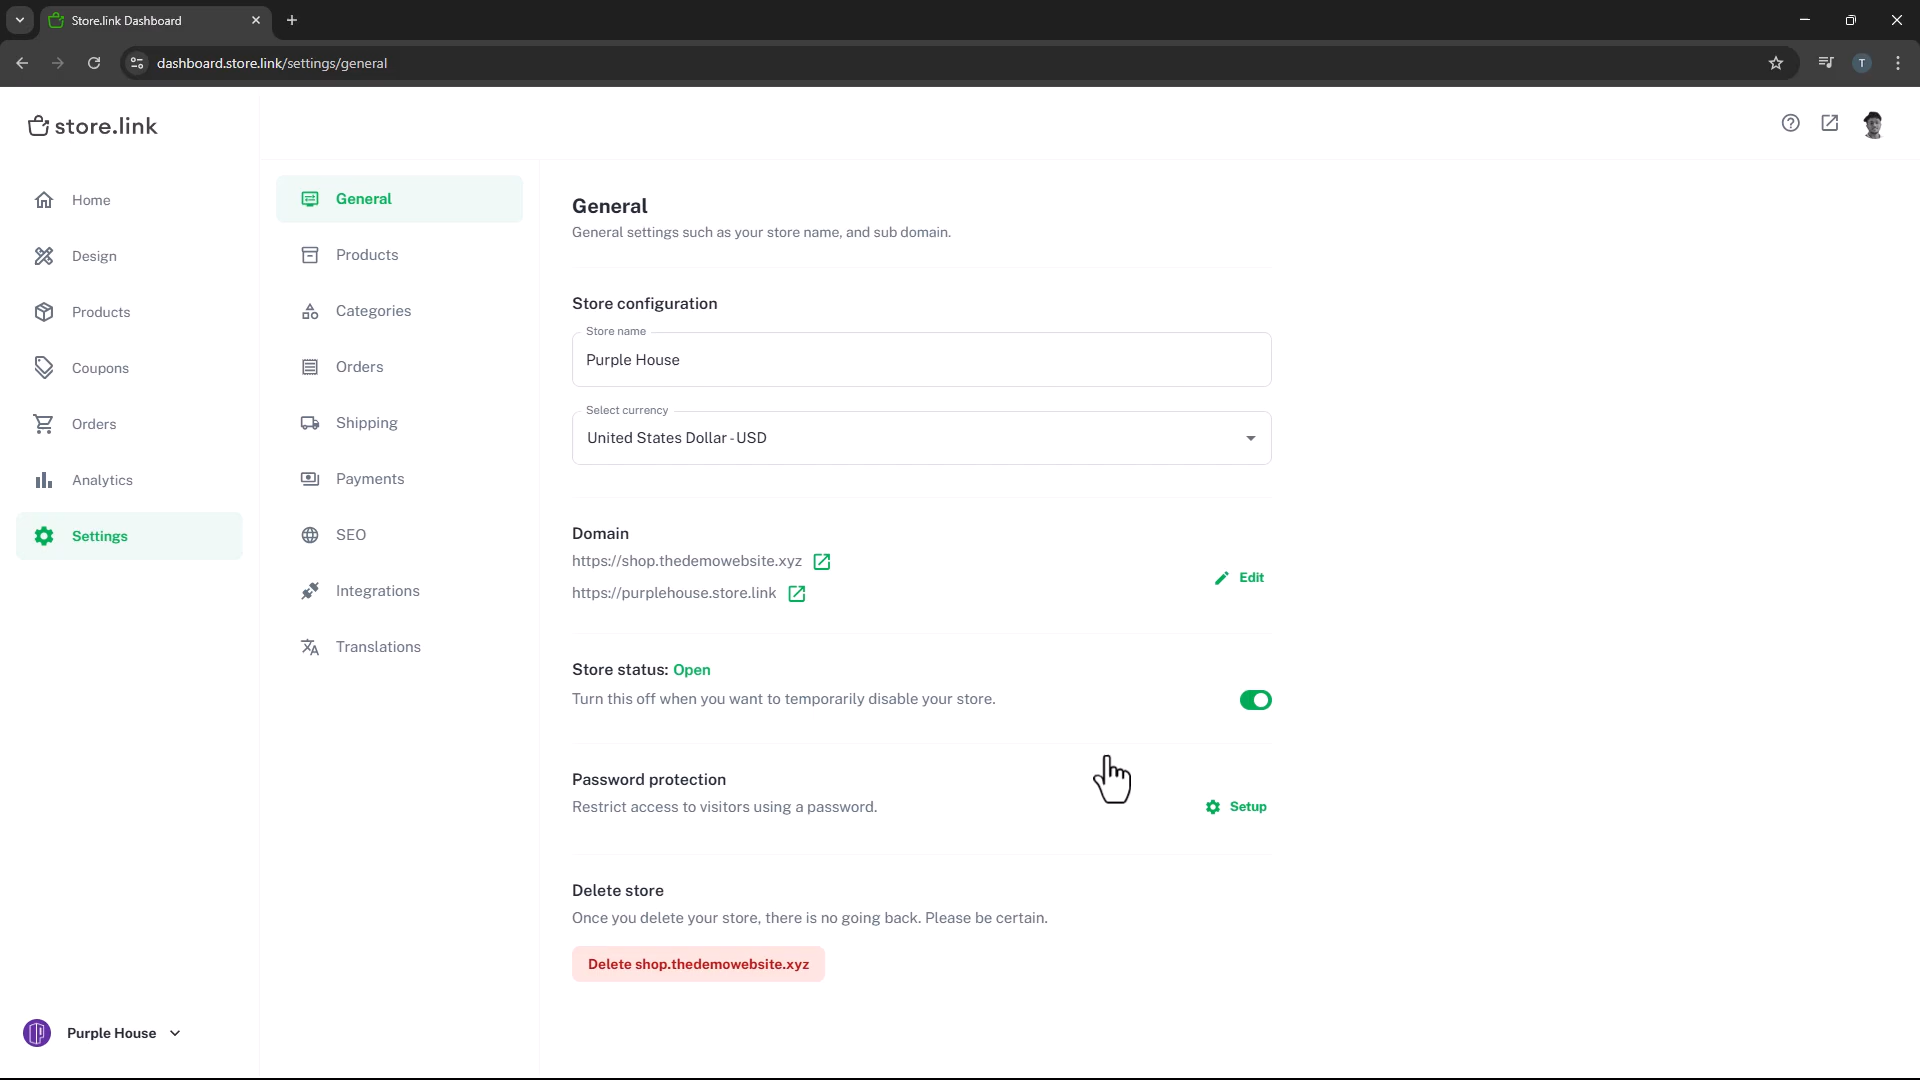 Store.link Dashboard
dashboard.store.link/settings/general
T
store.link
Home
Design
Products
Coupons
Orders
Analytics
Settings
Purple House
General
Products
Categories
Orders
Shipping
Payments
SEO
Integrations
Translations
General
General settings such as your store name, and sub domain.
Store configuration
Store name
Purple House
Select currency
United States Dollar - USD
Domain
https://shop.thedemowebsite.xyz
https://purplehouse.store.link
Edit
Store status: Open
Turn this off when you want to temporarily disable your store.
Password protection
Restrict access to visitors using a password.
Setup
Delete store
Once you delete your store, there is no going back. Please be certain.
Delete shop.thedemowebsite.xyz